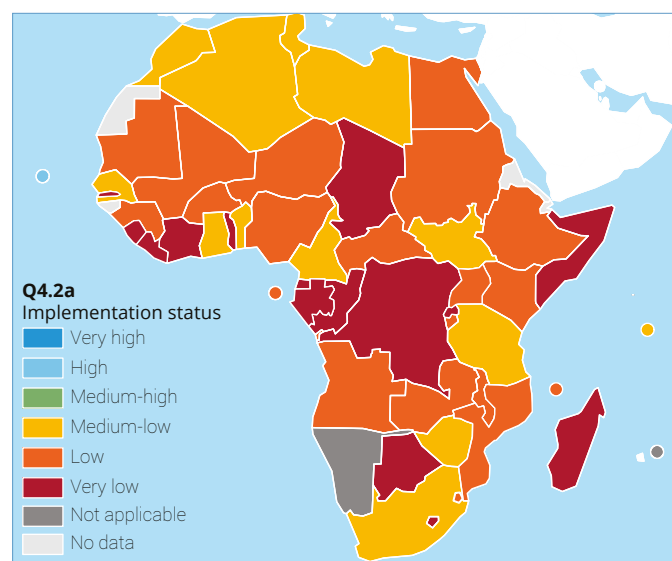 Q4.2a
Implementation status
Very high
High
Medium-high
Medium-low
Low
Very low
Not applicable
No data